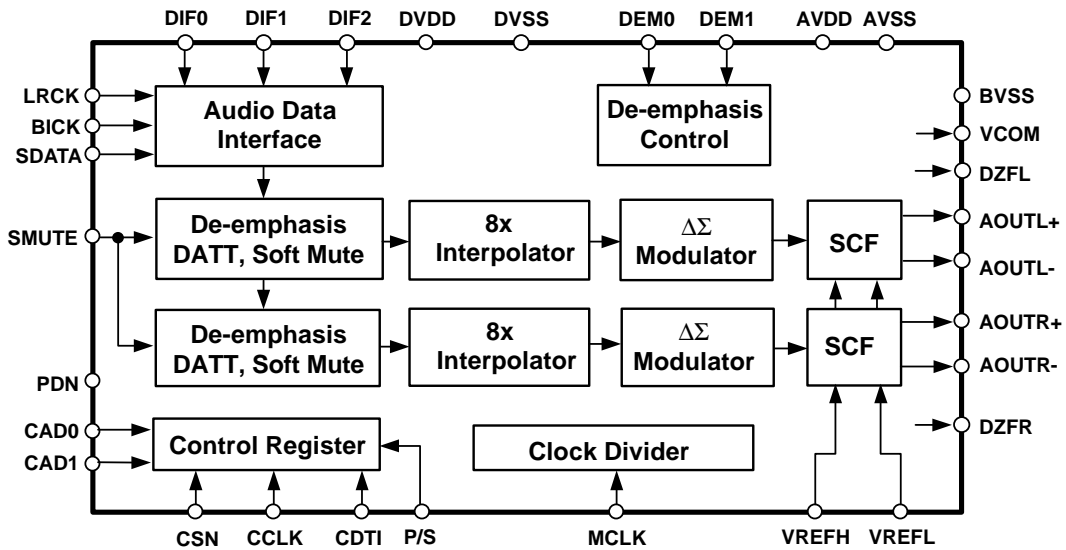 DIF0 DIF1 DIF2 DVDD DVSS DEM0 DEM1 AVDD AVSS
LRCK
BICK
SDATA
Audio Data
Interface
De-emphasis
Control
BVSS
VCOM
DZFL
SMUTE
De-emphasis
DATT, Soft Mute
8x
Interpolator
ΔΣ
Modulator
SCF
AOUTL+
AOUTL-
De-emphasis
DATT, Soft Mute
8x
Interpolator
ΔΣ
Modulator
SCF
AOUTR+
AOUTR-
PDN
CAD0
CAD1
Control Register
Clock Divider
DZFR
CSN CCLK CDTI P/S MCLK VREFH VREFL